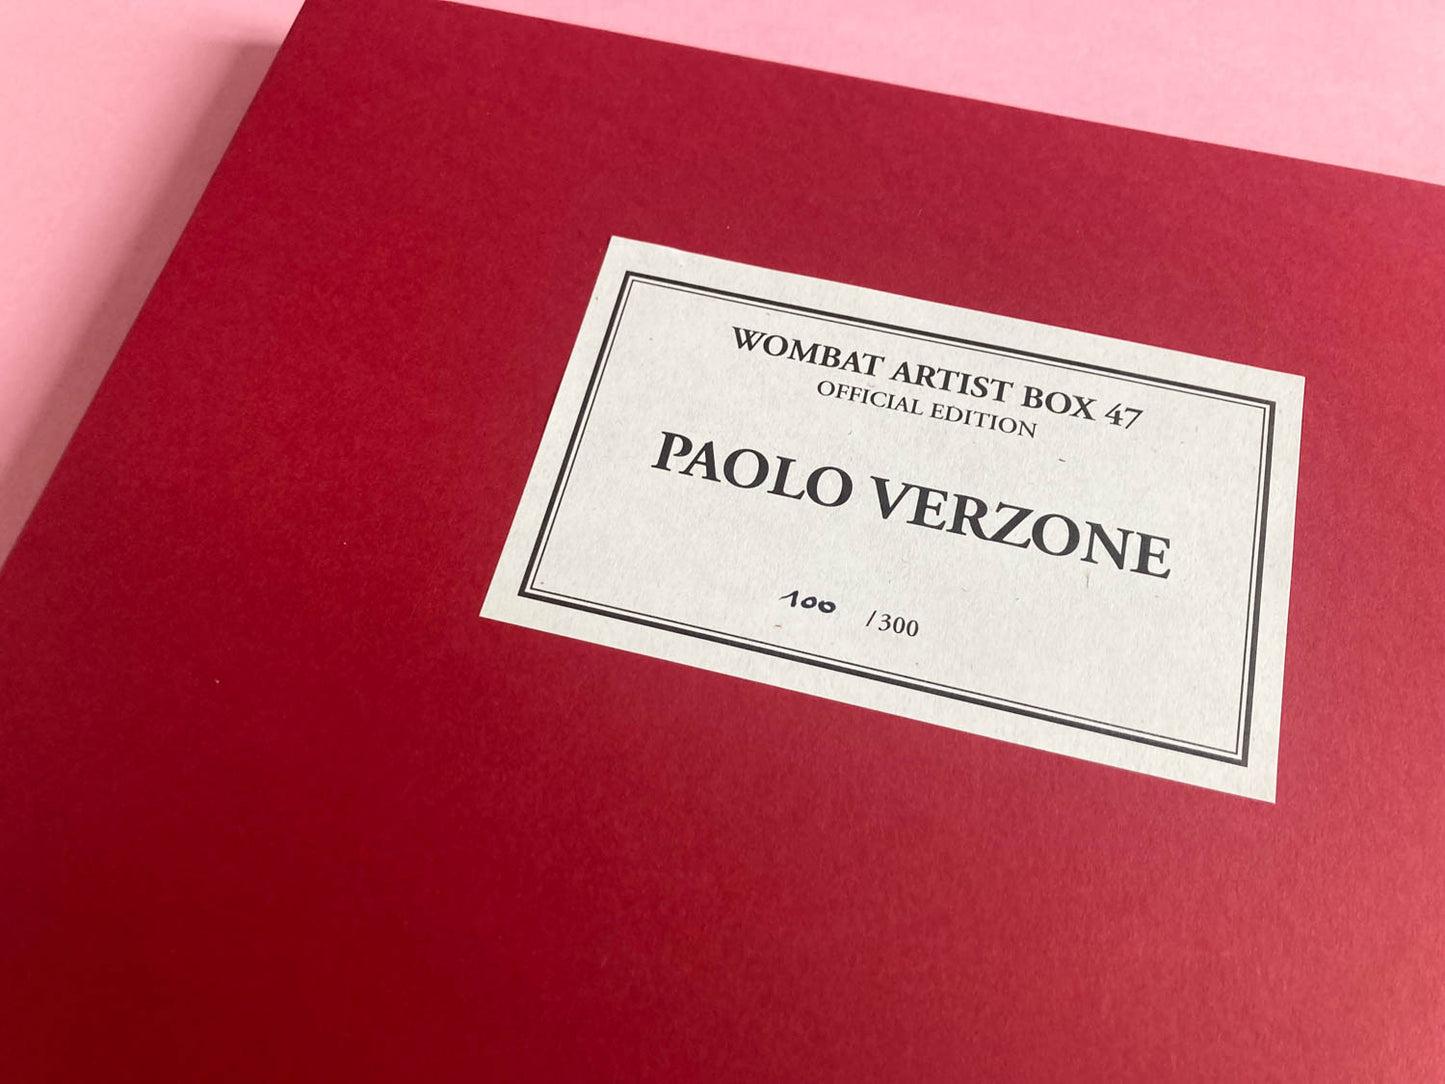 WOMBAT ARTIST BOX 47
OFFICIAL EDITION
PAOLO VERZONE
100 /300